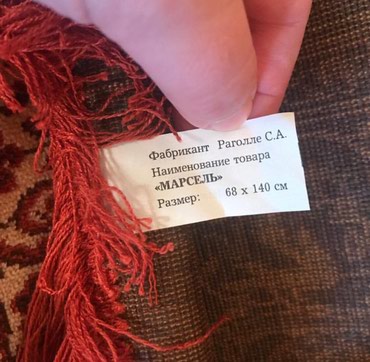 Фабрикант Раголле С.А.
Наименование товара
«МАРСЕЛЬ»
Размер: 68 x 140 см